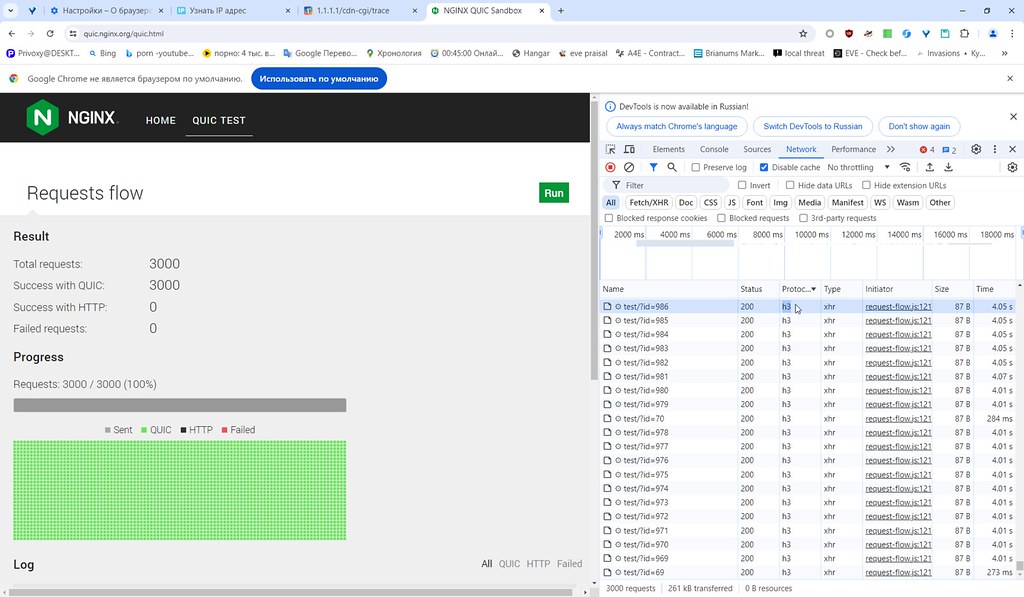 Настройки – О браузер
Узнать IP адрес
1.1.1.1/cdn-cgi/trace
NGINX QUIC Sandbox
quic.nginx.org/quic.html
Privoxy@DESKT...
Bing
porn -youtube...
порно: 4 тыс. в...
Google Перево...
Хронология
00:45:00 Онлай...
Hangar
eve praisal
A4E - Contract...
Brianums Mark...
local threat
EVE - Check bef...
Invasions • Ky...
Google Chrome не является браузером по умолчанию.
Использовать по умолчанию
NGINX
HOME
QUIC TEST
Requests flow
Run
Result
Total requests: 3000
Success with QUIC: 3000
Success with HTTP: 0
Failed requests: 0
Progress
Requests: 3000 / 3000 (100%)
Sent QUIC HTTP Failed
Log
All QUIC HTTP Failed
DevTools is now available in Russian!
Always match Chrome's language
Switch DevTools to Russian
Don't show again
Elements Console Sources Network Performance 4 2
Preserve log Disable cache No throttling
Filter Invert Hide data URLs Hide extension URLs
All Fetch/XHR Doc CSS JS Font Img Media Manifest WS Wasm Other
Blocked response cookies Blocked requests 3rd-party requests
2000 ms 4000 ms 6000 ms 8000 ms 10000 ms 12000 ms 14000 ms 16000 ms 18000 ms
Name Status Protoc... Type Initiator Size Time
test/?id=986 200 h3 xhr request-flow.js:121 87 B 4.05 s
test/?id=985 200 h3 xhr request-flow.js:121 87 B 4.05 s
test/?id=984 200 h3 xhr request-flow.js:121 87 B 4.05 s
test/?id=983 200 h3 xhr request-flow.js:121 87 B 4.05 s
test/?id=982 200 h3 xhr request-flow.js:121 87 B 4.05 s
test/?id=981 200 h3 xhr request-flow.js:121 87 B 4.07 s
test/?id=980 200 h3 xhr request-flow.js:121 87 B 4.01 s
test/?id=979 200 h3 xhr request-flow.js:121 87 B 4.01 s
test/?id=70 200 h3 xhr request-flow.js:121 87 B 284 ms
test/?id=978 200 h3 xhr request-flow.js:121 87 B 4.01 s
test/?id=977 200 h3 xhr request-flow.js:121 87 B 4.01 s
test/?id=976 200 h3 xhr request-flow.js:121 87 B 4.01 s
test/?id=975 200 h3 xhr request-flow.js:121 87 B 4.01 s
test/?id=974 200 h3 xhr request-flow.js:121 87 B 4.01 s
test/?id=973 200 h3 xhr request-flow.js:121 87 B 4.01 s
test/?id=972 200 h3 xhr request-flow.js:121 87 B 4.01 s
test/?id=971 200 h3 xhr request-flow.js:121 87 B 4.01 s
test/?id=970 200 h3 xhr request-flow.js:121 87 B 4.01 s
test/?id=969 200 h3 xhr request-flow.js:121 87 B 4.01 s
test/?id=69 200 h3 xhr request-flow.js:121 87 B 273 ms
3000 requests 261 kB transferred 0 B resources